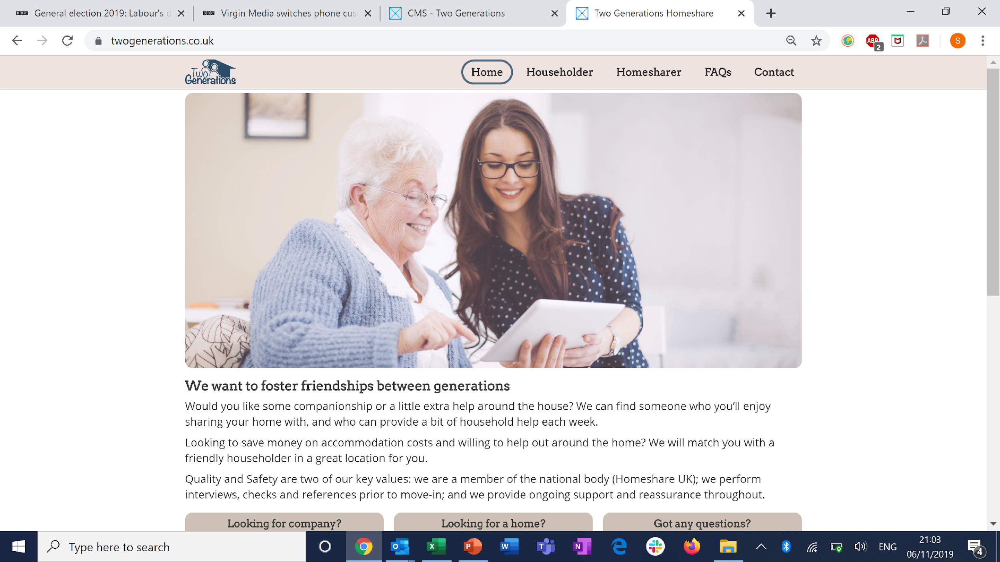 General election 2019: Labour's d
Virgin Media switches phone cus
CMS - Two Generations
Two Generations Homeshare
twogenerations.co.uk
ABP
2
S
Two
Generations
Home
Householder
Homesharer
FAQs
Contact
We want to foster friendships between generations
Would you like some companionship or a little extra help around the house? We can find someone who you’ll enjoy
sharing your home with, and who can provide a bit of household help each week.
Looking to save money on accommodation costs and willing to help out around the home? We will match you with a
friendly householder in a great location for you.
Quality and Safety are two of our key values: we are a member of the national body (Homeshare UK); we perform
interviews, checks and references prior to move-in; and we provide ongoing support and reassurance throughout.
Looking for company?
Looking for a home?
Got any questions?
Type here to search
ENG
21:03
06/11/2019
4